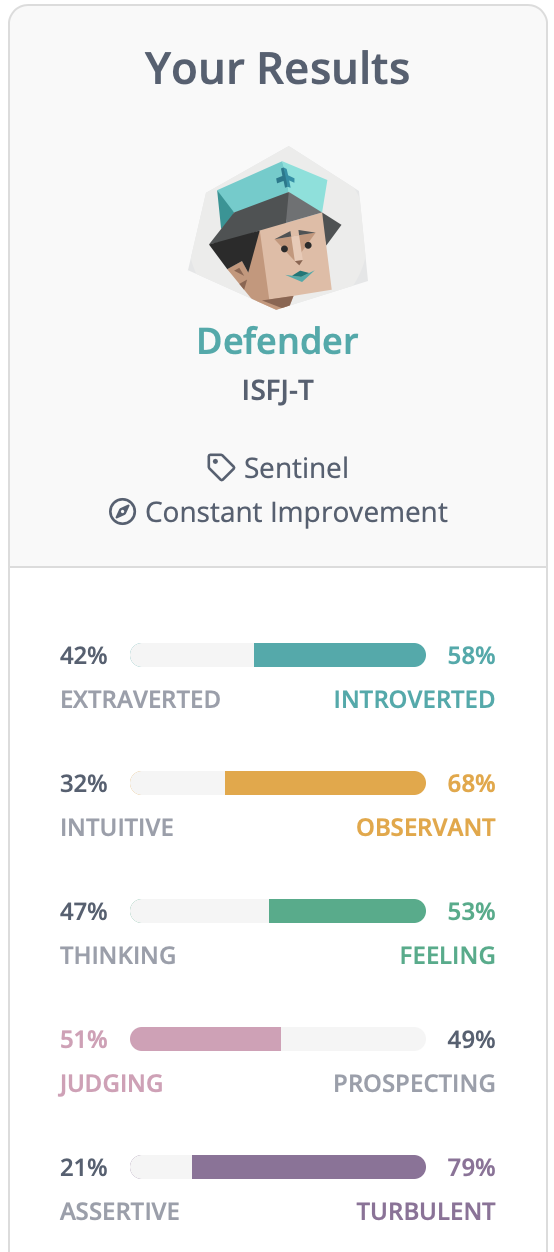 Your Results
Defender
ISFJ-T
Sentinel
Constant Improvement
42% 58%
EXTRAVERTED INTROVERTED
32% 68%
INTUITIVE OBSERVANT
47% 53%
THINKING FEELING
51% 49%
JUDGING PROSPECTING
21% 79%
ASSERTIVE TURBULENT